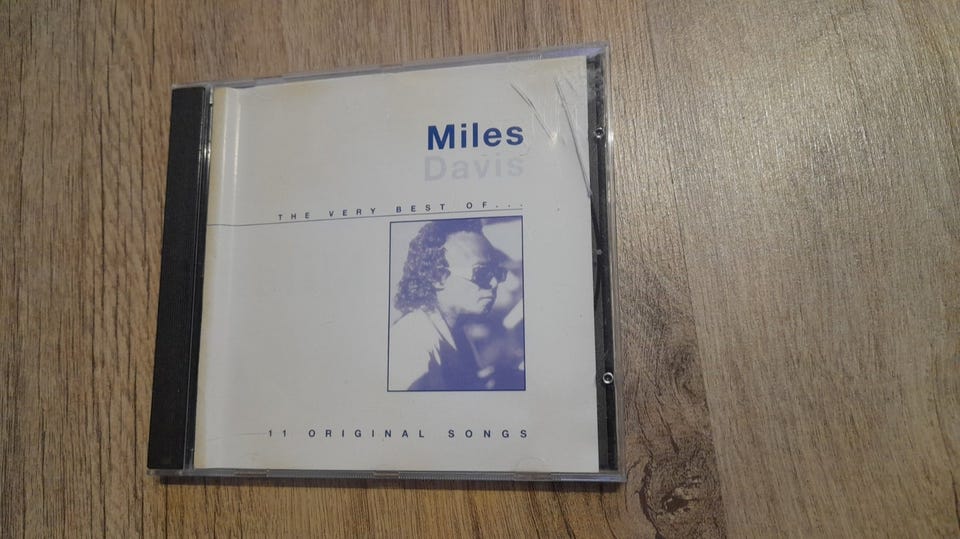 Miles
Davis
THE VERY BEST OF...
11 ORIGINAL SONGS